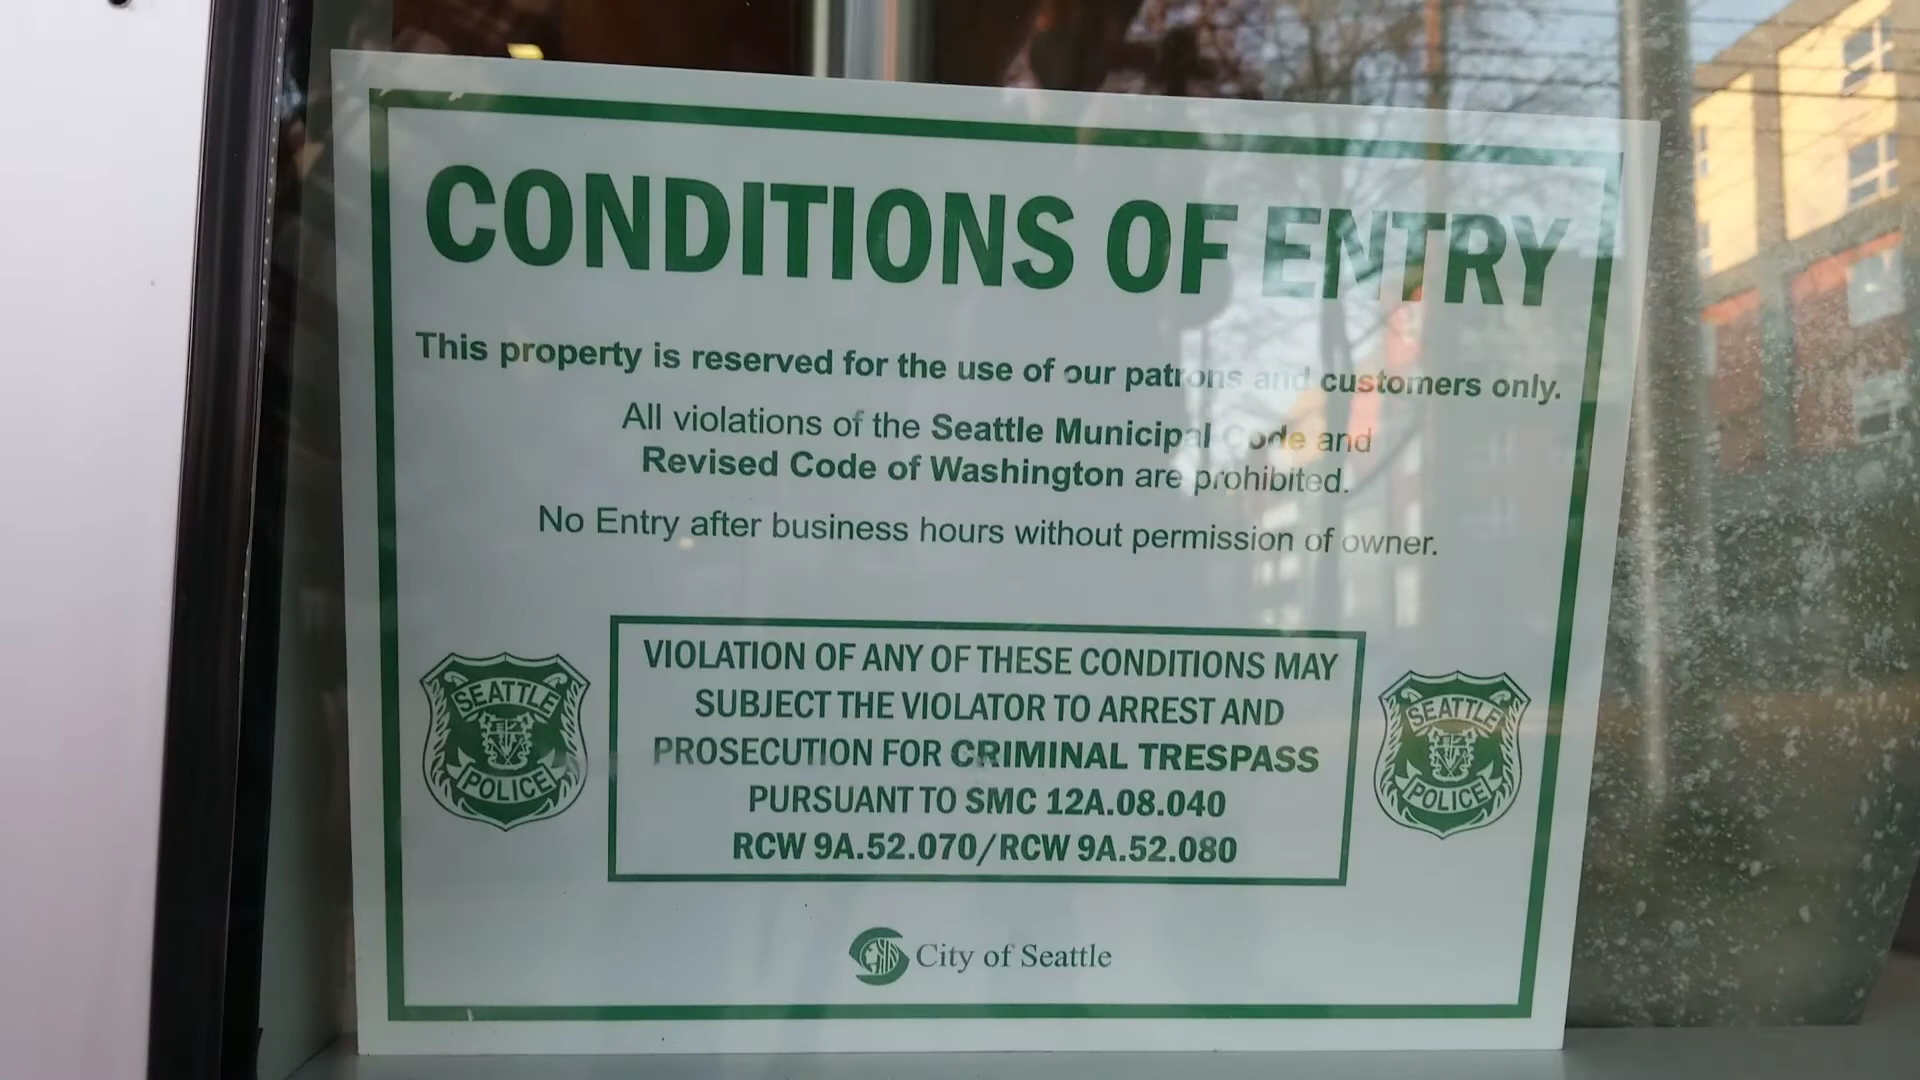 CONDITIONS OF ENTRY
This property is reserved for the use of our patrons and customers only.
All violations of the Seattle Municipal Code and
Revised Code of Washington are prohibited.
No Entry after business hours without permission of owner.
VIOLATION OF ANY OF THESE CONDITIONS MAY
SUBJECT THE VIOLATOR TO ARREST AND
PROSECUTION FOR CRIMINAL TRESPASS
PURSUANT TO SMC 12A.08.040
RCW 9A.52.070/RCW 9A.52.080
SEATTLE
POLICE
SEATTLE
POLICE
City of Seattle